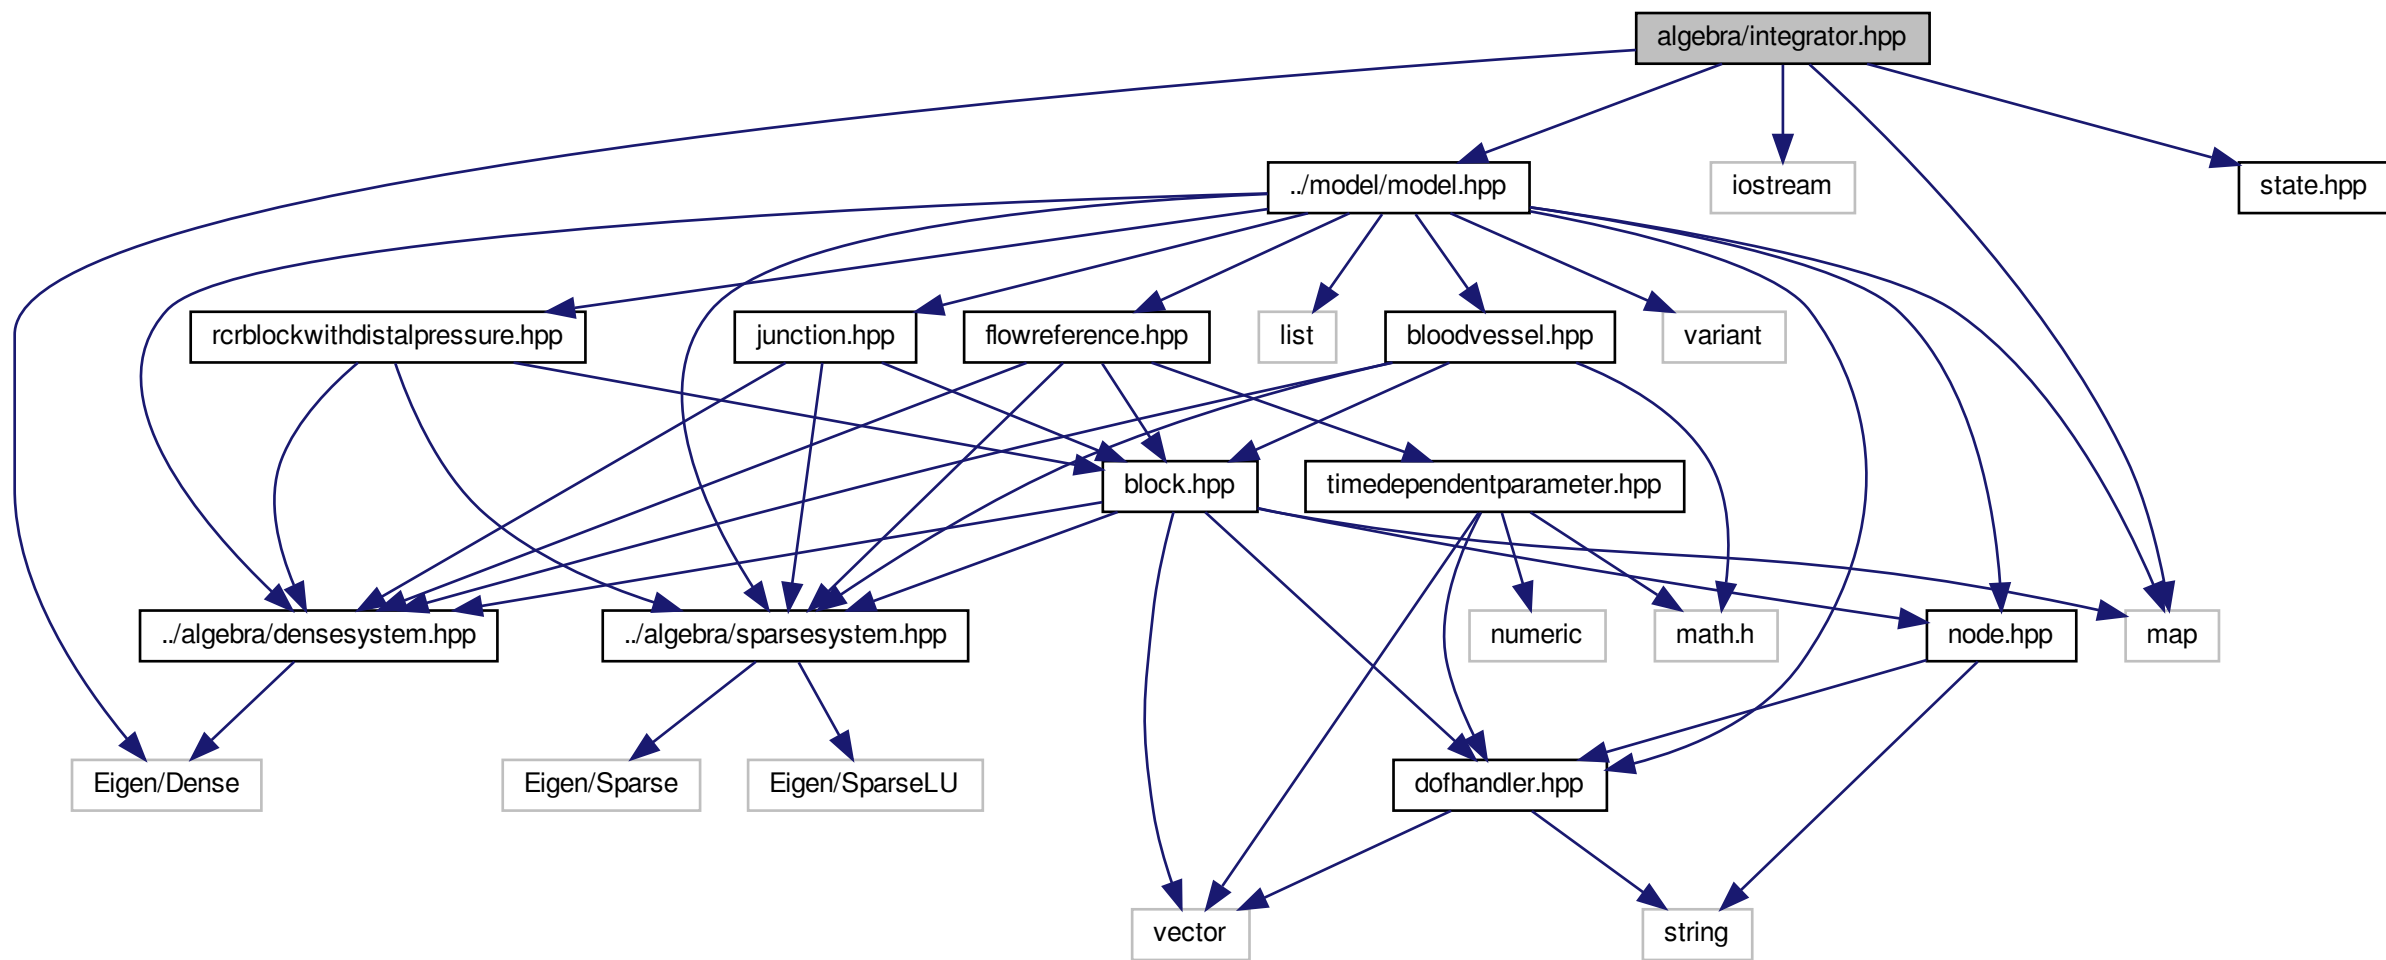 algebra/integrator.hpp
../model/model.hpp
iostream
state.hpp
rcrblockwithdistalpressure.hpp
junction.hpp
flowreference.hpp
list
bloodvessel.hpp
variant
block.hpp
timedependentparameter.hpp
../algebra/densesystem.hpp
../algebra/sparsesystem.hpp
numeric
math.h
node.hpp
map
Eigen/Dense
Eigen/Sparse
Eigen/SparseLU
dofhandler.hpp
vector
string